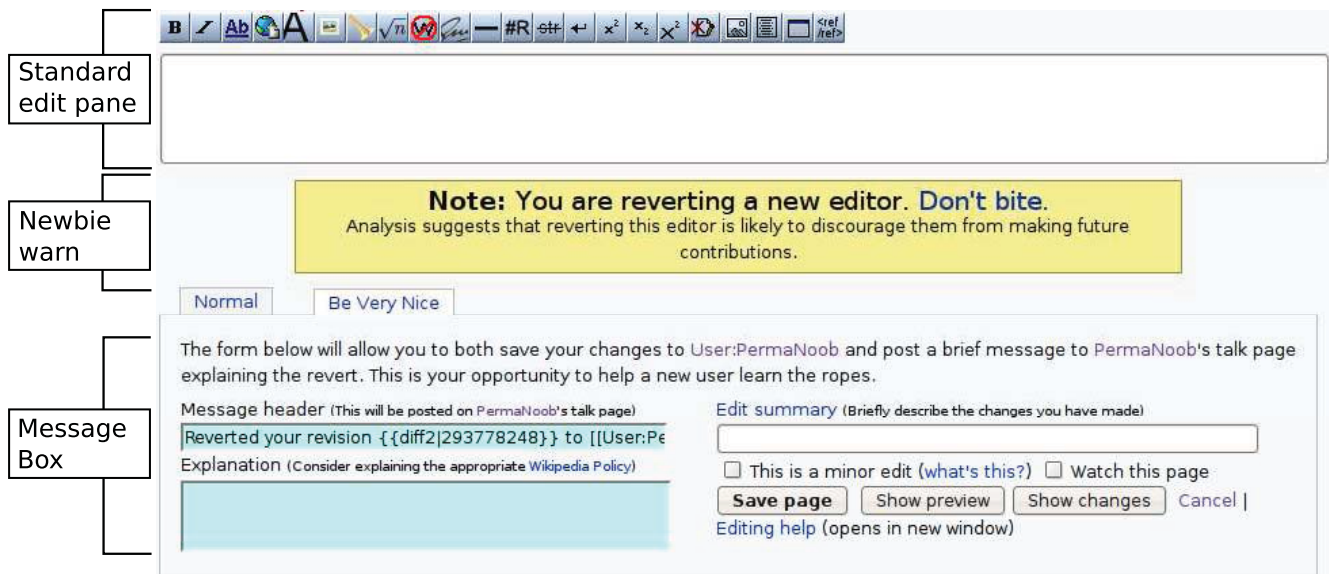 B I Ab A √n W #R str x² x₂ x² <ref /ref>
Standard
edit pane
Newbie
warn
Note: You are reverting a new editor. Don't bite.
Analysis suggests that reverting this editor is likely to discourage them from making future
contributions.
Normal Be Very Nice
The form below will allow you to both save your changes to User:PermaNoob and post a brief message to PermaNoob's talk page
explaining the revert. This is your opportunity to help a new user learn the ropes.
Message
Box
Message header (This will be posted on PermaNoob's talk page) Edit summary (Briefly describe the changes you have made)
Reverted your revision {{diff2|293778248}} to [[User:Pe
Explanation (Consider explaining the appropriate Wikipedia Policy) This is a minor edit (what's this?) Watch this page
Save page Show preview Show changes Cancel |
Editing help (opens in new window)